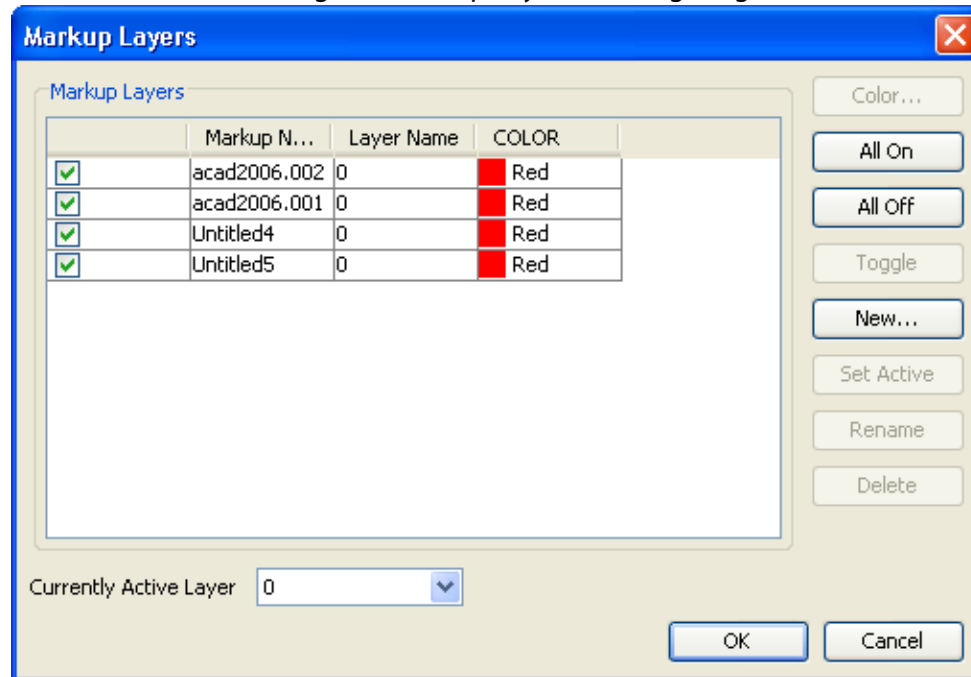 Markup Layers
Markup Layers
Markup N... Layer Name COLOR
acad2006.002 0 Red
acad2006.001 0 Red
Untitled4 0 Red
Untitled5 0 Red
Color...
All On
All Off
Toggle
New...
Set Active
Rename
Delete
Currently Active Layer 0
OK Cancel